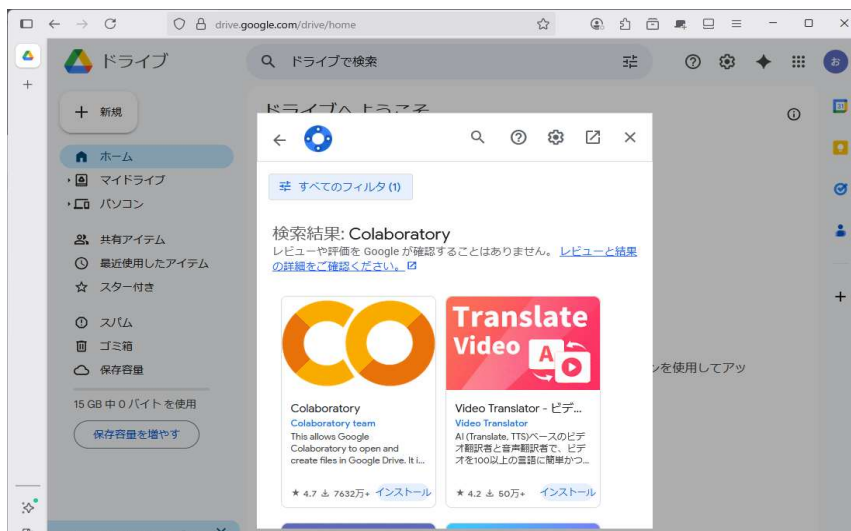 drive.google.com/drive/home
ドライブ
ドライブで検索
お
新規
ドライブへようこそ
31
ホーム
マイドライブ
パソコン
共有アイテム
最近使用したアイテム
スター付き
スパム
ゴミ箱
保存容量
15 GB 中 0 バイト を使用
保存容量を増やす
すべてのフィルタ (1)
検索結果: Colaboratory
レビューや評価を Google が確認することはありません。 レビューと結果
の詳細をご確認ください。
Translate
Video
A
Colaboratory
Colaboratory team
This allows Google
Colaboratory to open and
create files in Google Drive. It i...
★ 4.7 7632万+ インストール
Video Translator - ビデ...
Video Translator
AI (Translate, TTS)ベースのビデ
オ翻訳者と音声翻訳者で、ビデ
オを100以上の言語に簡単かつ...
★ 4.2 50万+ インストール
ンを使用してアッ